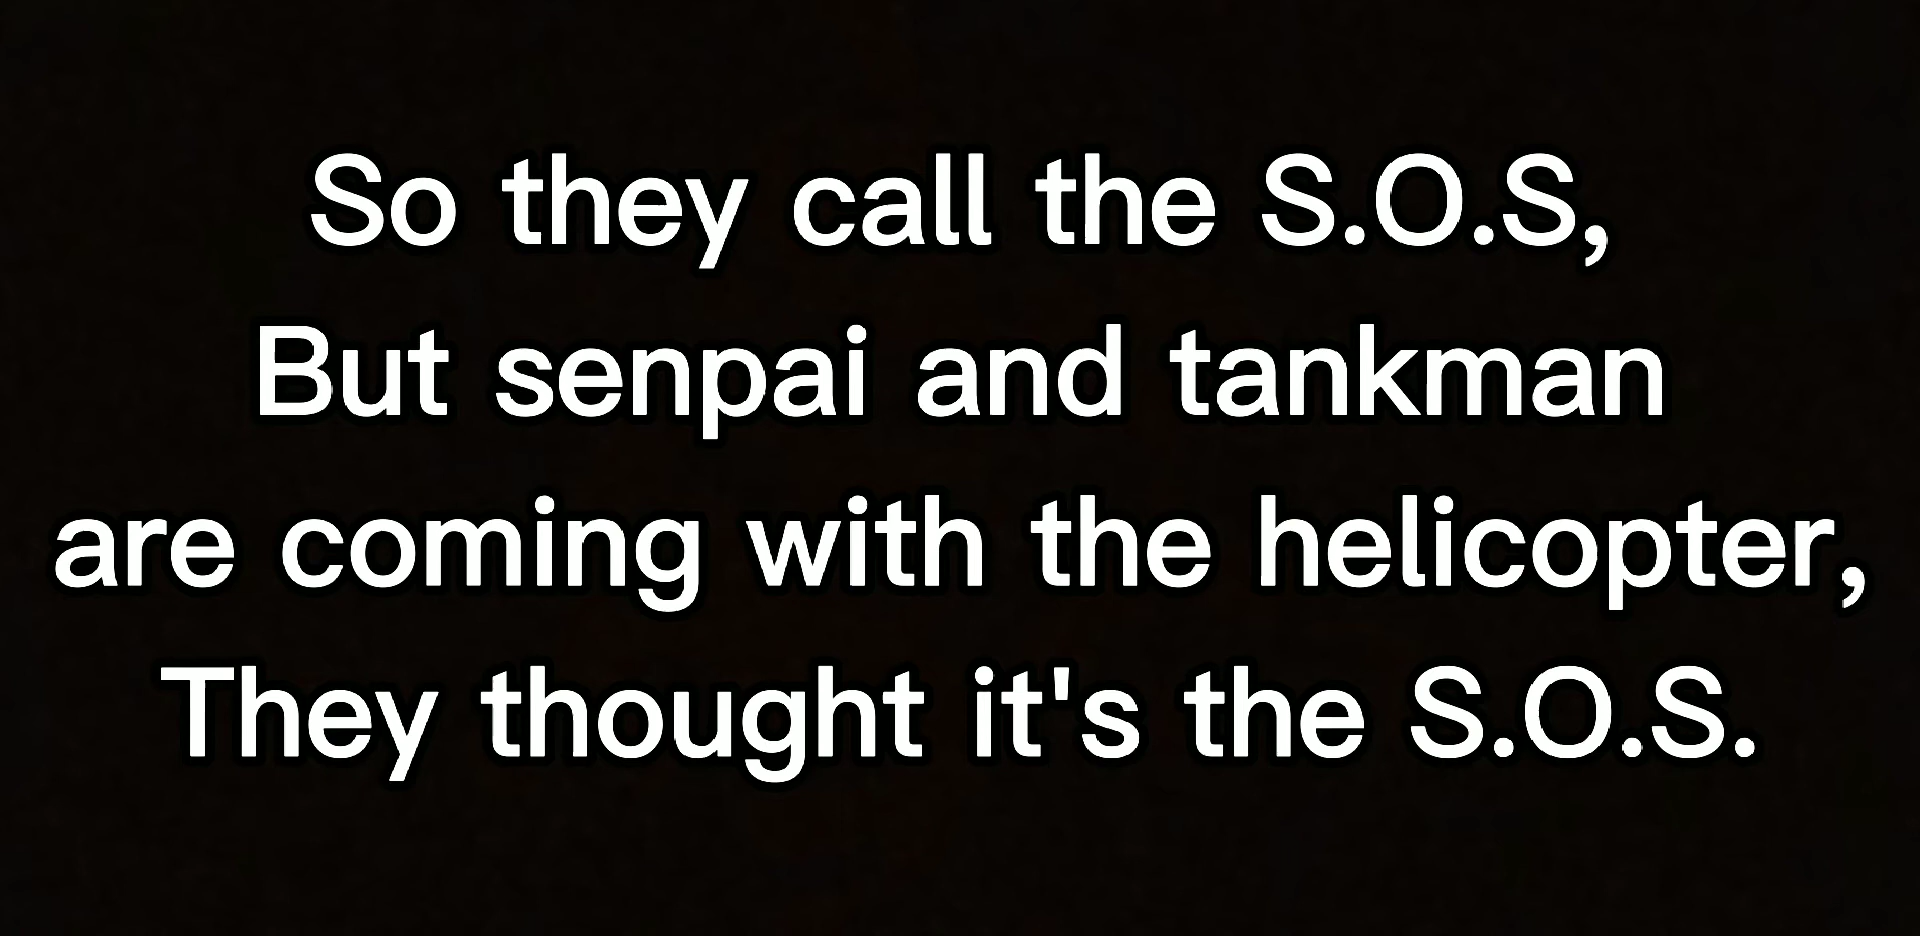 So they call the S.O.S,
But senpai and tankman
are coming with the helicopter,
They thought it's the S.O.S.